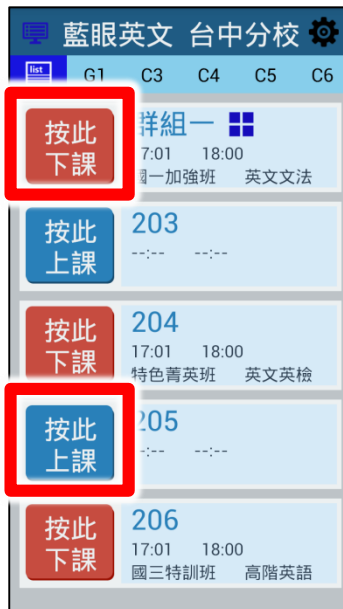 藍眼英文 台中分校
list G1 C3 C4 C5 C6
按此
下課
群組一
7:01 18:00
國一加強班 英文文法
按此
上課
203
--:-- --:--
按此
下課
204
17:01 18:00
特色菁英班 英文英檢
按此
上課
205
-:-- --:--
按此
下課
206
17:01 18:00
國三特訓班 高階英語